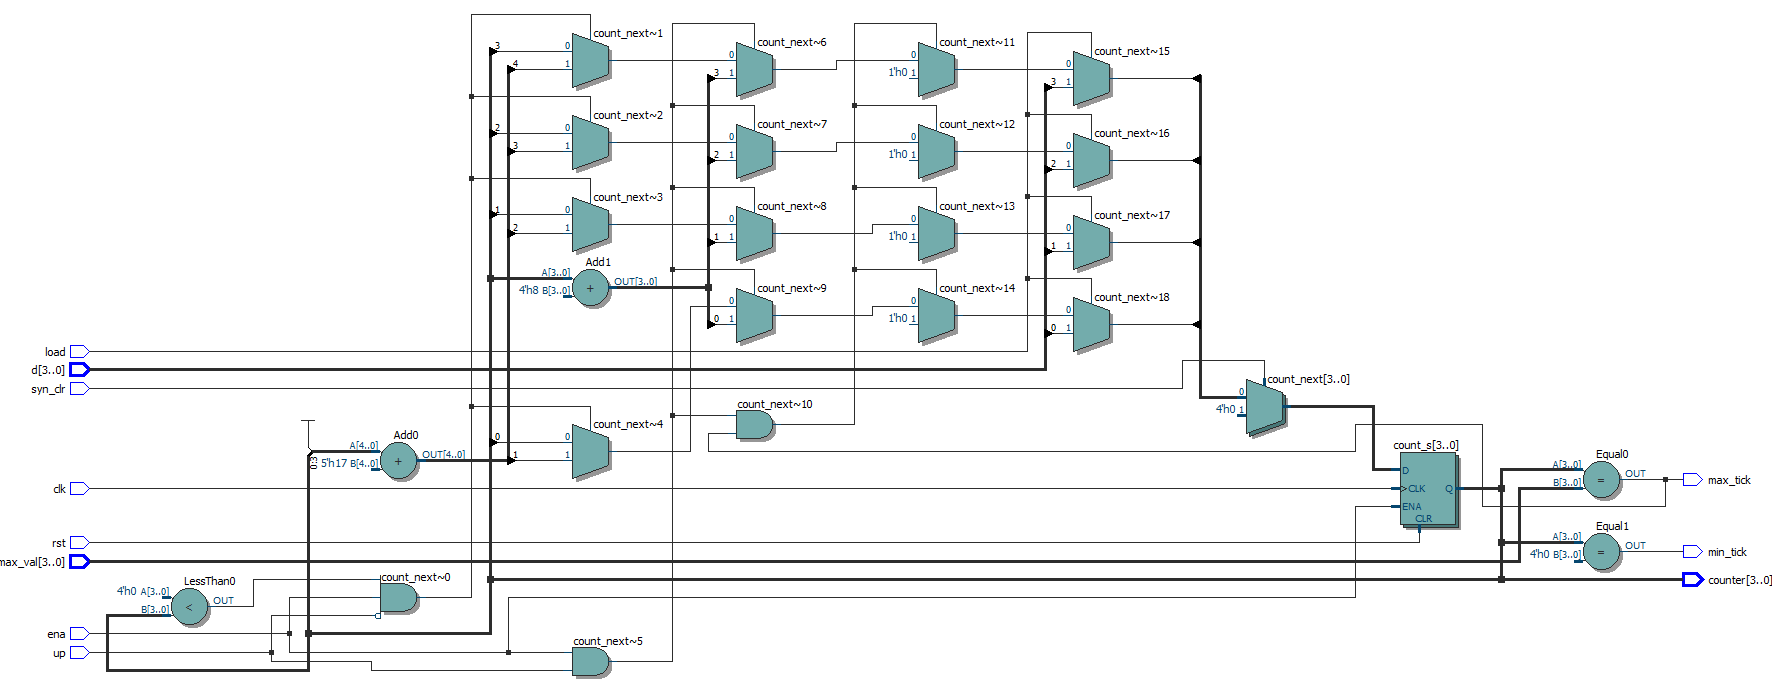 count_next~1
0
1
3
4
count_next~6
0
3 1
count_next~11
0
1'h0 1
count_next~15
0
3 1
count_next~2
2
0
3
1
count_next~7
0
2 1
count_next~12
0
1'h0 1
count_next~16
0
2 1
count_next~3
1
0
2
1
count_next~8
0
1 1
count_next~13
0
1'h0 1
count_next~17
0
1 1
Add1
A[3..0]
4'h8 B[3..0]
+
OUT[3..0]
count_next~9
0
0 1
count_next~14
0
1'h0 1
count_next~18
0
0 1
load
d[3..0]
syn_clr
count_next[3..0]
0
4'h0 1
count_next~10
count_next~4
0
0
1
1
Add0
A[4..0]
5'h17 B[4..0]
+
OUT[4..0]
0:3
count_s[3..0]
D
CLK
Q
ENA
CLR
Equal0
A[3..0]
B[3..0]
=
OUT
max_tick
clk
rst
max_val[3..0]
Equal1
A[3..0]
4'h0 B[3..0]
=
OUT
min_tick
counter[3..0]
LessThan0
4'h0 A[3..0]
B[3..0]
<
OUT
count_next~0
ena
up
count_next~5